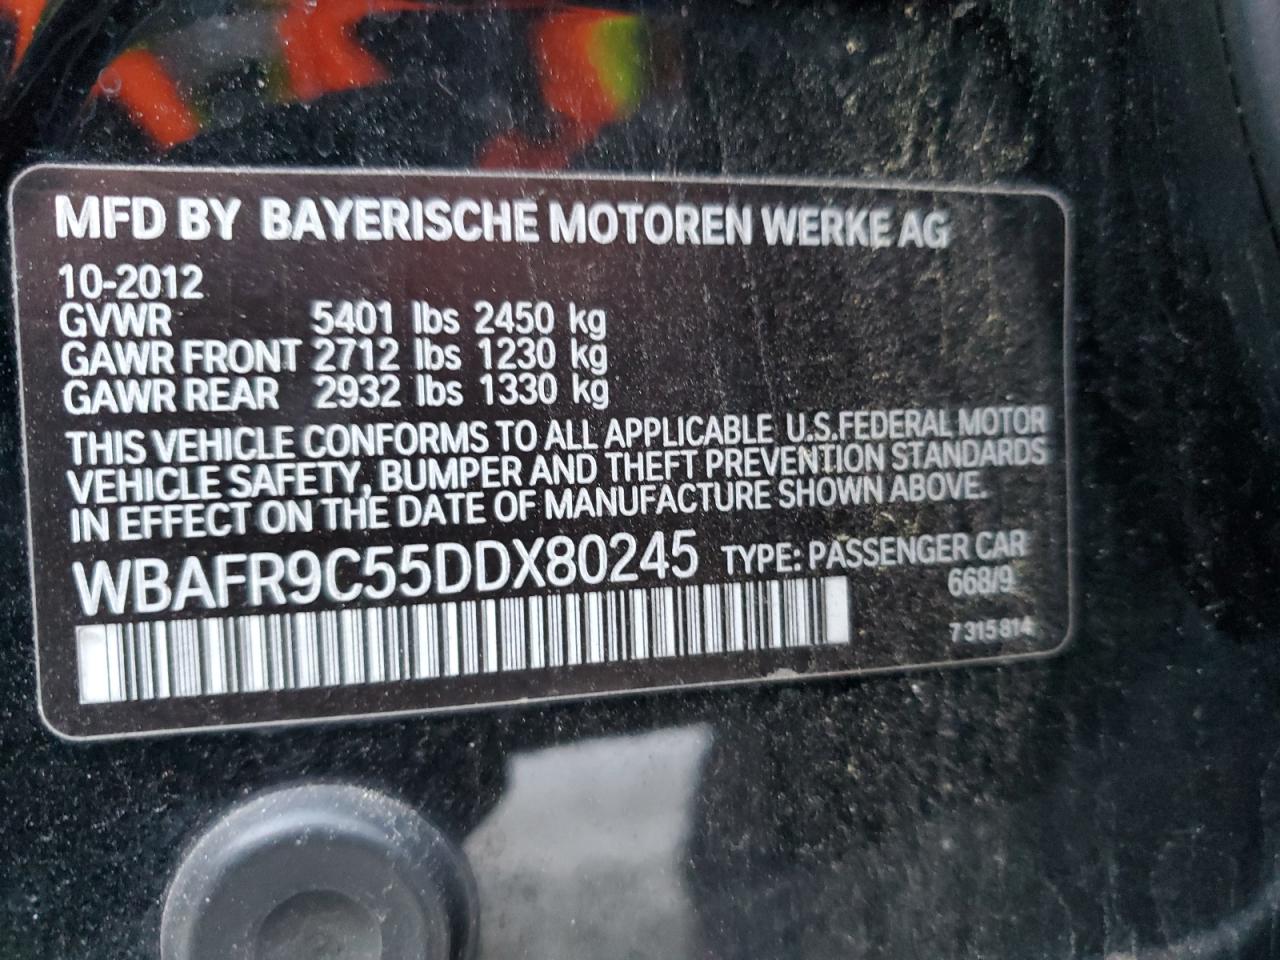 MFD BY BAYERISCHE MOTOREN WERKE AG
10-2012
GVWR 5401 lbs 2450 kg
GAWR FRONT 2712 lbs 1230 kg
GAWR REAR 2932 lbs 1330 kg
THIS VEHICLE CONFORMS TO ALL APPLICABLE U.S.FEDERAL MOTOR
VEHICLE SAFETY, BUMPER AND THEFT PREVENTION STANDARDS
IN EFFECT ON THE DATE OF MANUFACTURE SHOWN ABOVE.
WBAFR9C55DDX80245 TYPE: PASSENGER CAR
668/9
7 315 814